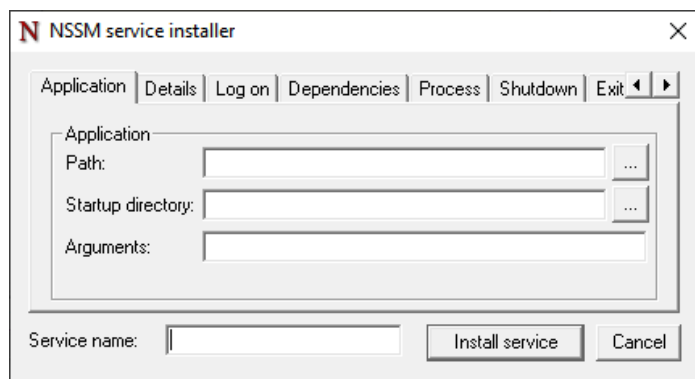 N NSSM service installer
Application Details Log on Dependencies Process Shutdown Exit
Application
Path: ...
Startup directory: ...
Arguments:
Service name: Install service Cancel